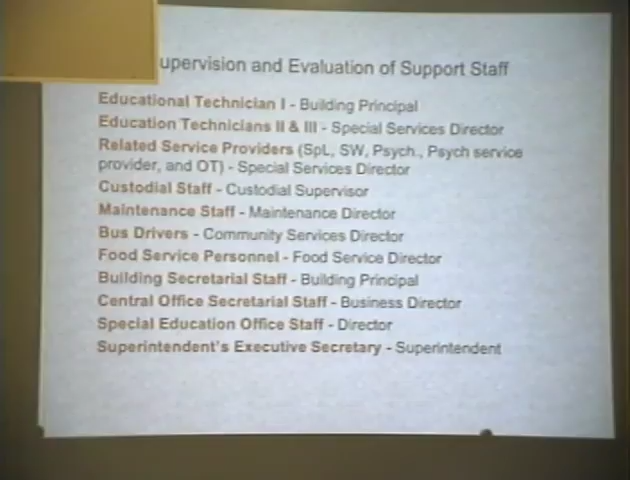 upervision and Evaluation of Support Staff
Educational Technician I - Building Principal
Education Technicians II & III - Special Services Director
Related Service Providers (SpL, SW, Psych., Psych service
provider, and OT) - Special Services Director
Custodial Staff - Custodial Supervisor
Maintenance Staff - Maintenance Director
Bus Drivers - Community Services Director
Food Service Personnel - Food Service Director
Building Secretarial Staff - Building Principal
Central Office Secretarial Staff - Business Director
Special Education Office Staff - Director
Superintendent's Executive Secretary - Superintendent